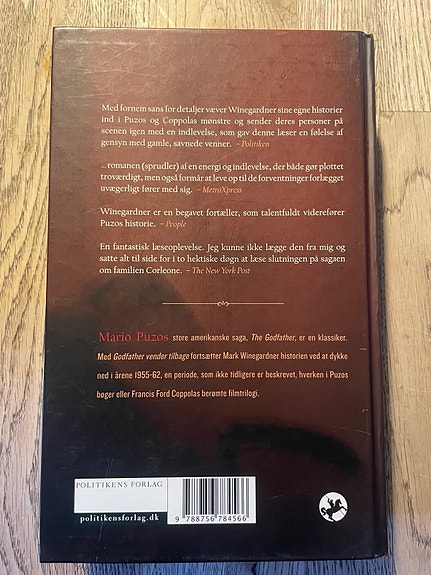 Med fornem sans for detaljer væver Winegardner sine egne historier
ind i Puzos og Coppolas mønstre og sender deres personer på
scenen igen med en indlevelse, som gav denne læser en følelse af
gensyn med gamle, savnede venner. – Politiken
... romanen (sprudler) af en energi og indlevelse, der både gør plottet
troværdigt, men også formår at leve op til de forventninger forlægget
uvægerligt fører med sig. – MetroXpress
Winegardner er en begavet fortæller, som talentfuldt viderefører
Puzos historie. – People
En fantastisk læseoplevelse. Jeg kunne ikke lægge den fra mig og
satte alt til side for i to hektiske døgn at læse slutningen på sagaen
om familien Corleone. – The New York Post
Mario Puzos store amerikanske saga, The Godfather, er en klassiker.
Med Godfather vender tilbage fortsætter Mark Winegardner historien ved at dykke
ned i årene 1955-62, en periode, som ikke tidligere er beskrevet, hverken i Puzos
bøger eller Francis Ford Coppolas berømte filmtrilogi.
POLITIKENS FORLAG
politikensforlag.dk
9 788756 784566